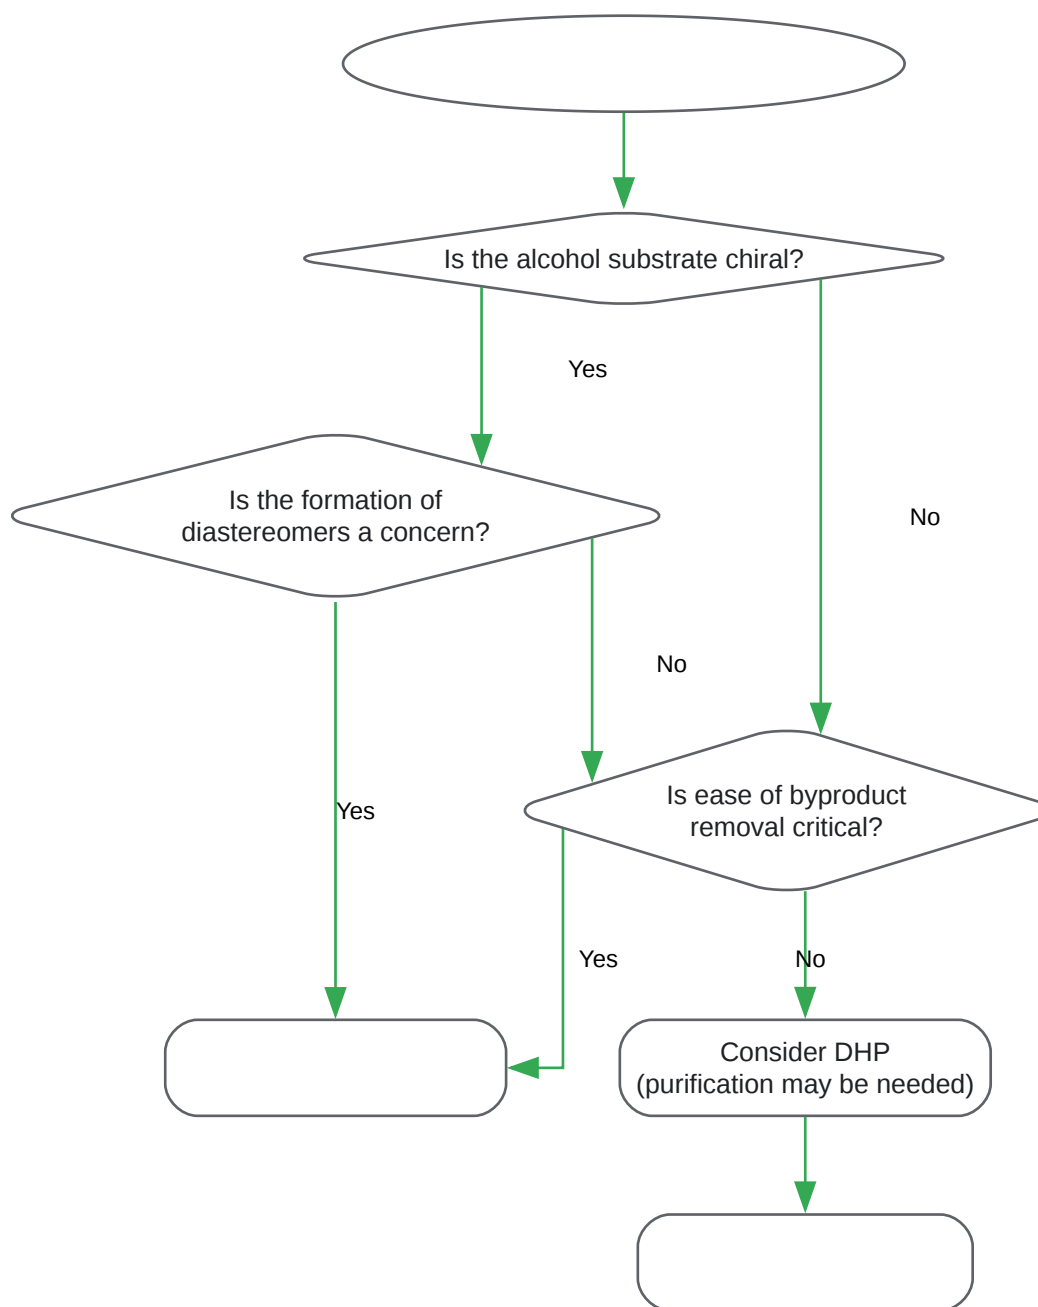 Is the alcohol substrate chiral?
Yes
Is the formation of
diastereomers a concern?
No
No
Is ease of byproduct
removal critical?
Yes
Yes
No
Consider DHP
(purification may be needed)